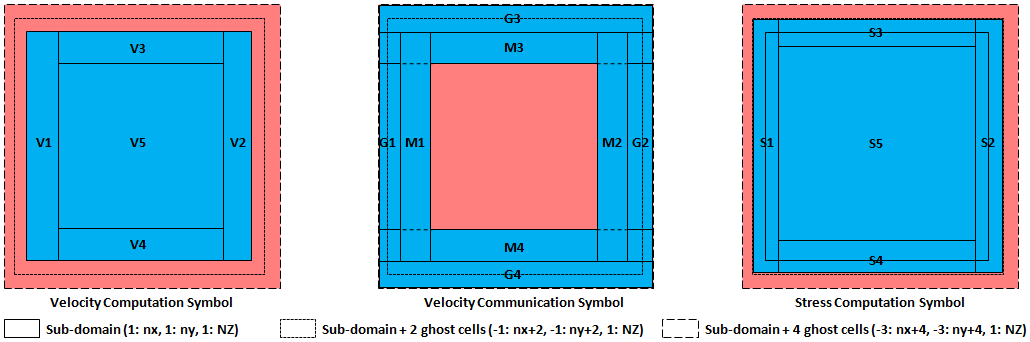 G3
V3
M3
S3
V1
V5
V2
G1
M1
M2
G2
S1
S5
S2
V4
M4
S4
G4
Velocity Computation Symbol
Velocity Communication Symbol
Stress Computation
Sub-domain (1: nx, 1: ny, 1: NZ)
Sub-domain + 2 ghost cells (-1: nx+2, -1: ny+2, 1: NZ)
Sub-domain + 4 ghost cells (-3: nx+4, -3: ny+4, 1: NZ)